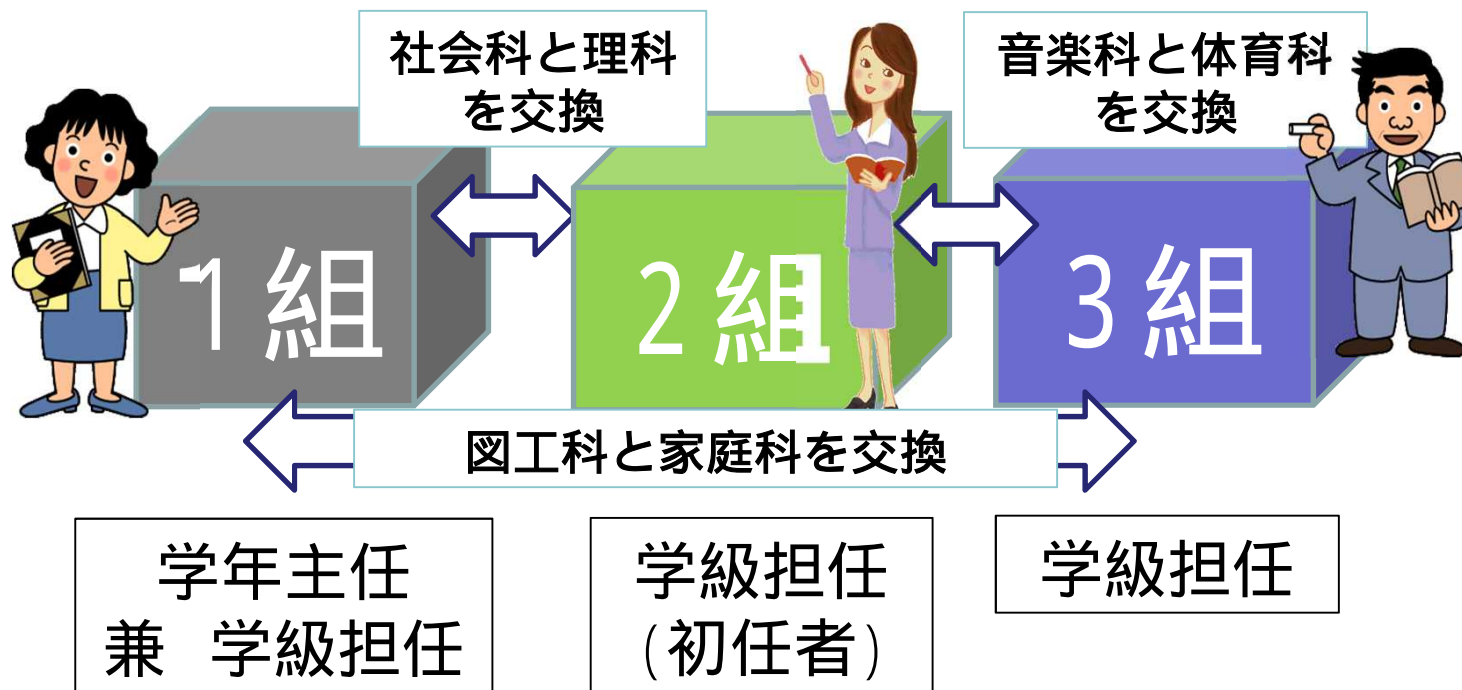 社会科と理科
を交換
音楽科と体育科
を交換
1組
2組
3組
図工科と家庭科を交換
学年主任
兼 学級担任
学級担任
(初任者)
学級担任